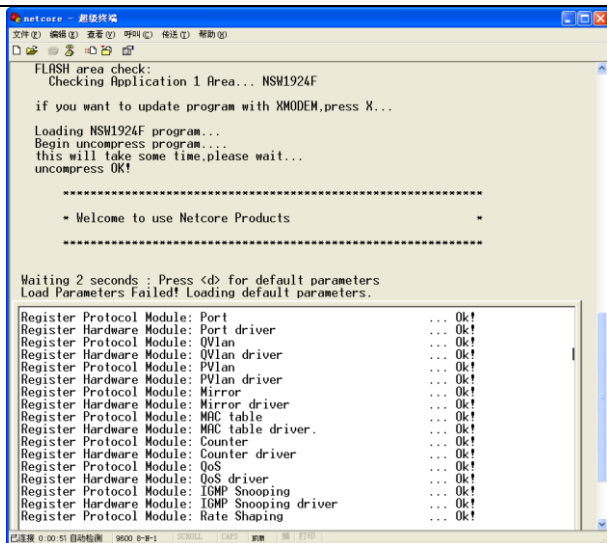 netcore - 超级终端
文件(F) 编辑(E) 查看(V) 呼叫(C) 传送(T) 帮助(H)
FLASH area check:
Checking Application 1 Area... NSW1924F
if you want to update program with XMODEM,press X...
Loading NSW1924F program...
Begin uncompress program....
this will take some time,please wait...
uncompress OK!
***************************************************************
* Welcome to use Netcore Products *
***************************************************************
Waiting 2 seconds : Press <d> for default parameters
Load Parameters Failed! Loading default parameters.
Register Protocol Module: Port ... Ok!
Register Hardware Module: Port driver ... Ok!
Register Protocol Module: QVlan ... Ok!
Register Hardware Module: QVlan driver ... Ok!
Register Protocol Module: PVlan ... Ok!
Register Hardware Module: PVlan driver ... Ok!
Register Protocol Module: Mirror ... Ok!
Register Hardware Module: Mirror driver ... Ok!
Register Protocol Module: MAC table ... Ok!
Register Hardware Module: MAC table driver. ... Ok!
Register Protocol Module: Counter ... Ok!
Register Hardware Module: Counter driver ... Ok!
Register Protocol Module: QoS ... Ok!
Register Hardware Module: QoS driver ... Ok!
Register Protocol Module: IGMP Snooping ... Ok!
Register Hardware Module: IGMP Snooping driver ... Ok!
Register Protocol Module: Rate Shaping ... Ok!
已连接 0:00:51 自动检测 9600 8-N-1 SCROLL CAPS NUM 捕 打印